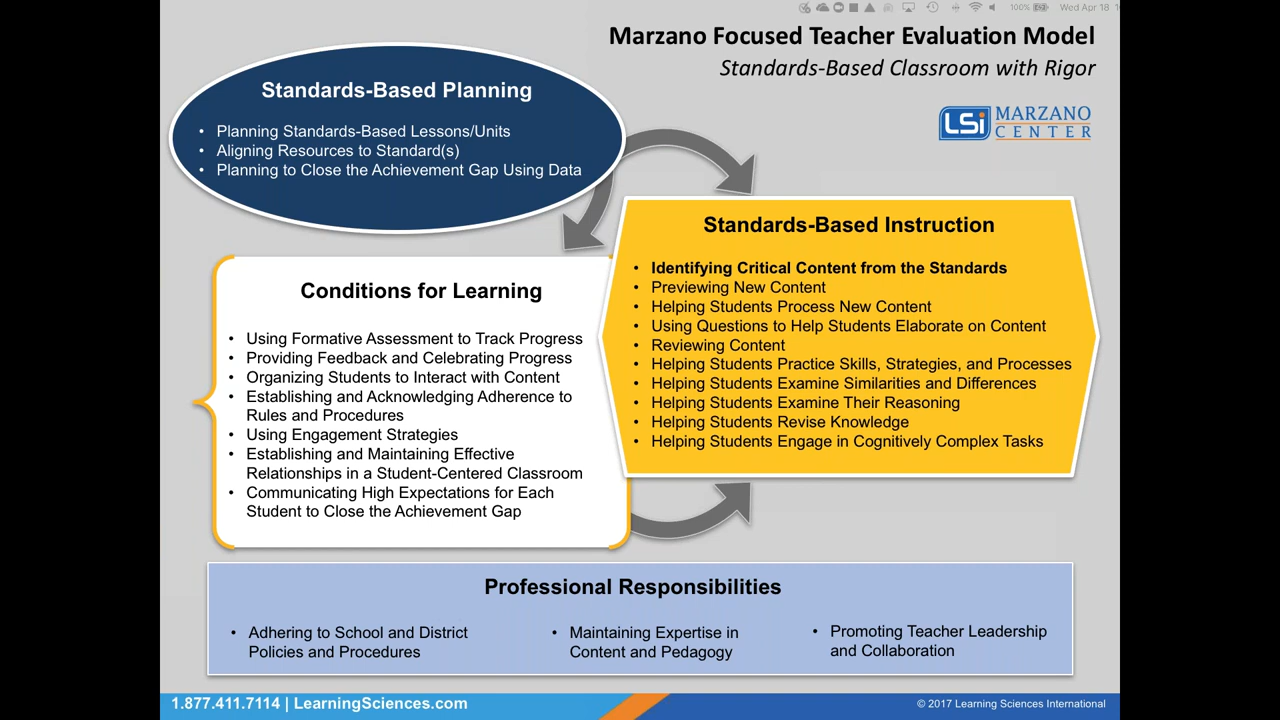 100%
Wed Apr 18
Marzano Focused Teacher Evaluation Model
Standards-Based Classroom with Rigor
LSi MARZANO
CENTER
Standards-Based Planning
• Planning Standards-Based Lessons/Units
• Aligning Resources to Standard(s)
• Planning to Close the Achievement Gap Using Data
Standards-Based Instruction
• Identifying Critical Content from the Standards
• Previewing New Content
• Helping Students Process New Content
• Using Questions to Help Students Elaborate on Content
• Reviewing Content
• Helping Students Practice Skills, Strategies, and Processes
• Helping Students Examine Similarities and Differences
• Helping Students Examine Their Reasoning
• Helping Students Revise Knowledge
• Helping Students Engage in Cognitively Complex Tasks
Conditions for Learning
• Using Formative Assessment to Track Progress
• Providing Feedback and Celebrating Progress
• Organizing Students to Interact with Content
• Establishing and Acknowledging Adherence to
Rules and Procedures
• Using Engagement Strategies
• Establishing and Maintaining Effective
Relationships in a Student-Centered Classroom
• Communicating High Expectations for Each
Student to Close the Achievement Gap
Professional Responsibilities
• Adhering to School and District
Policies and Procedures
• Maintaining Expertise in
Content and Pedagogy
• Promoting Teacher Leadership
and Collaboration
1.877.411.7114 | LearningSciences.com
© 2017 Learning Sciences International